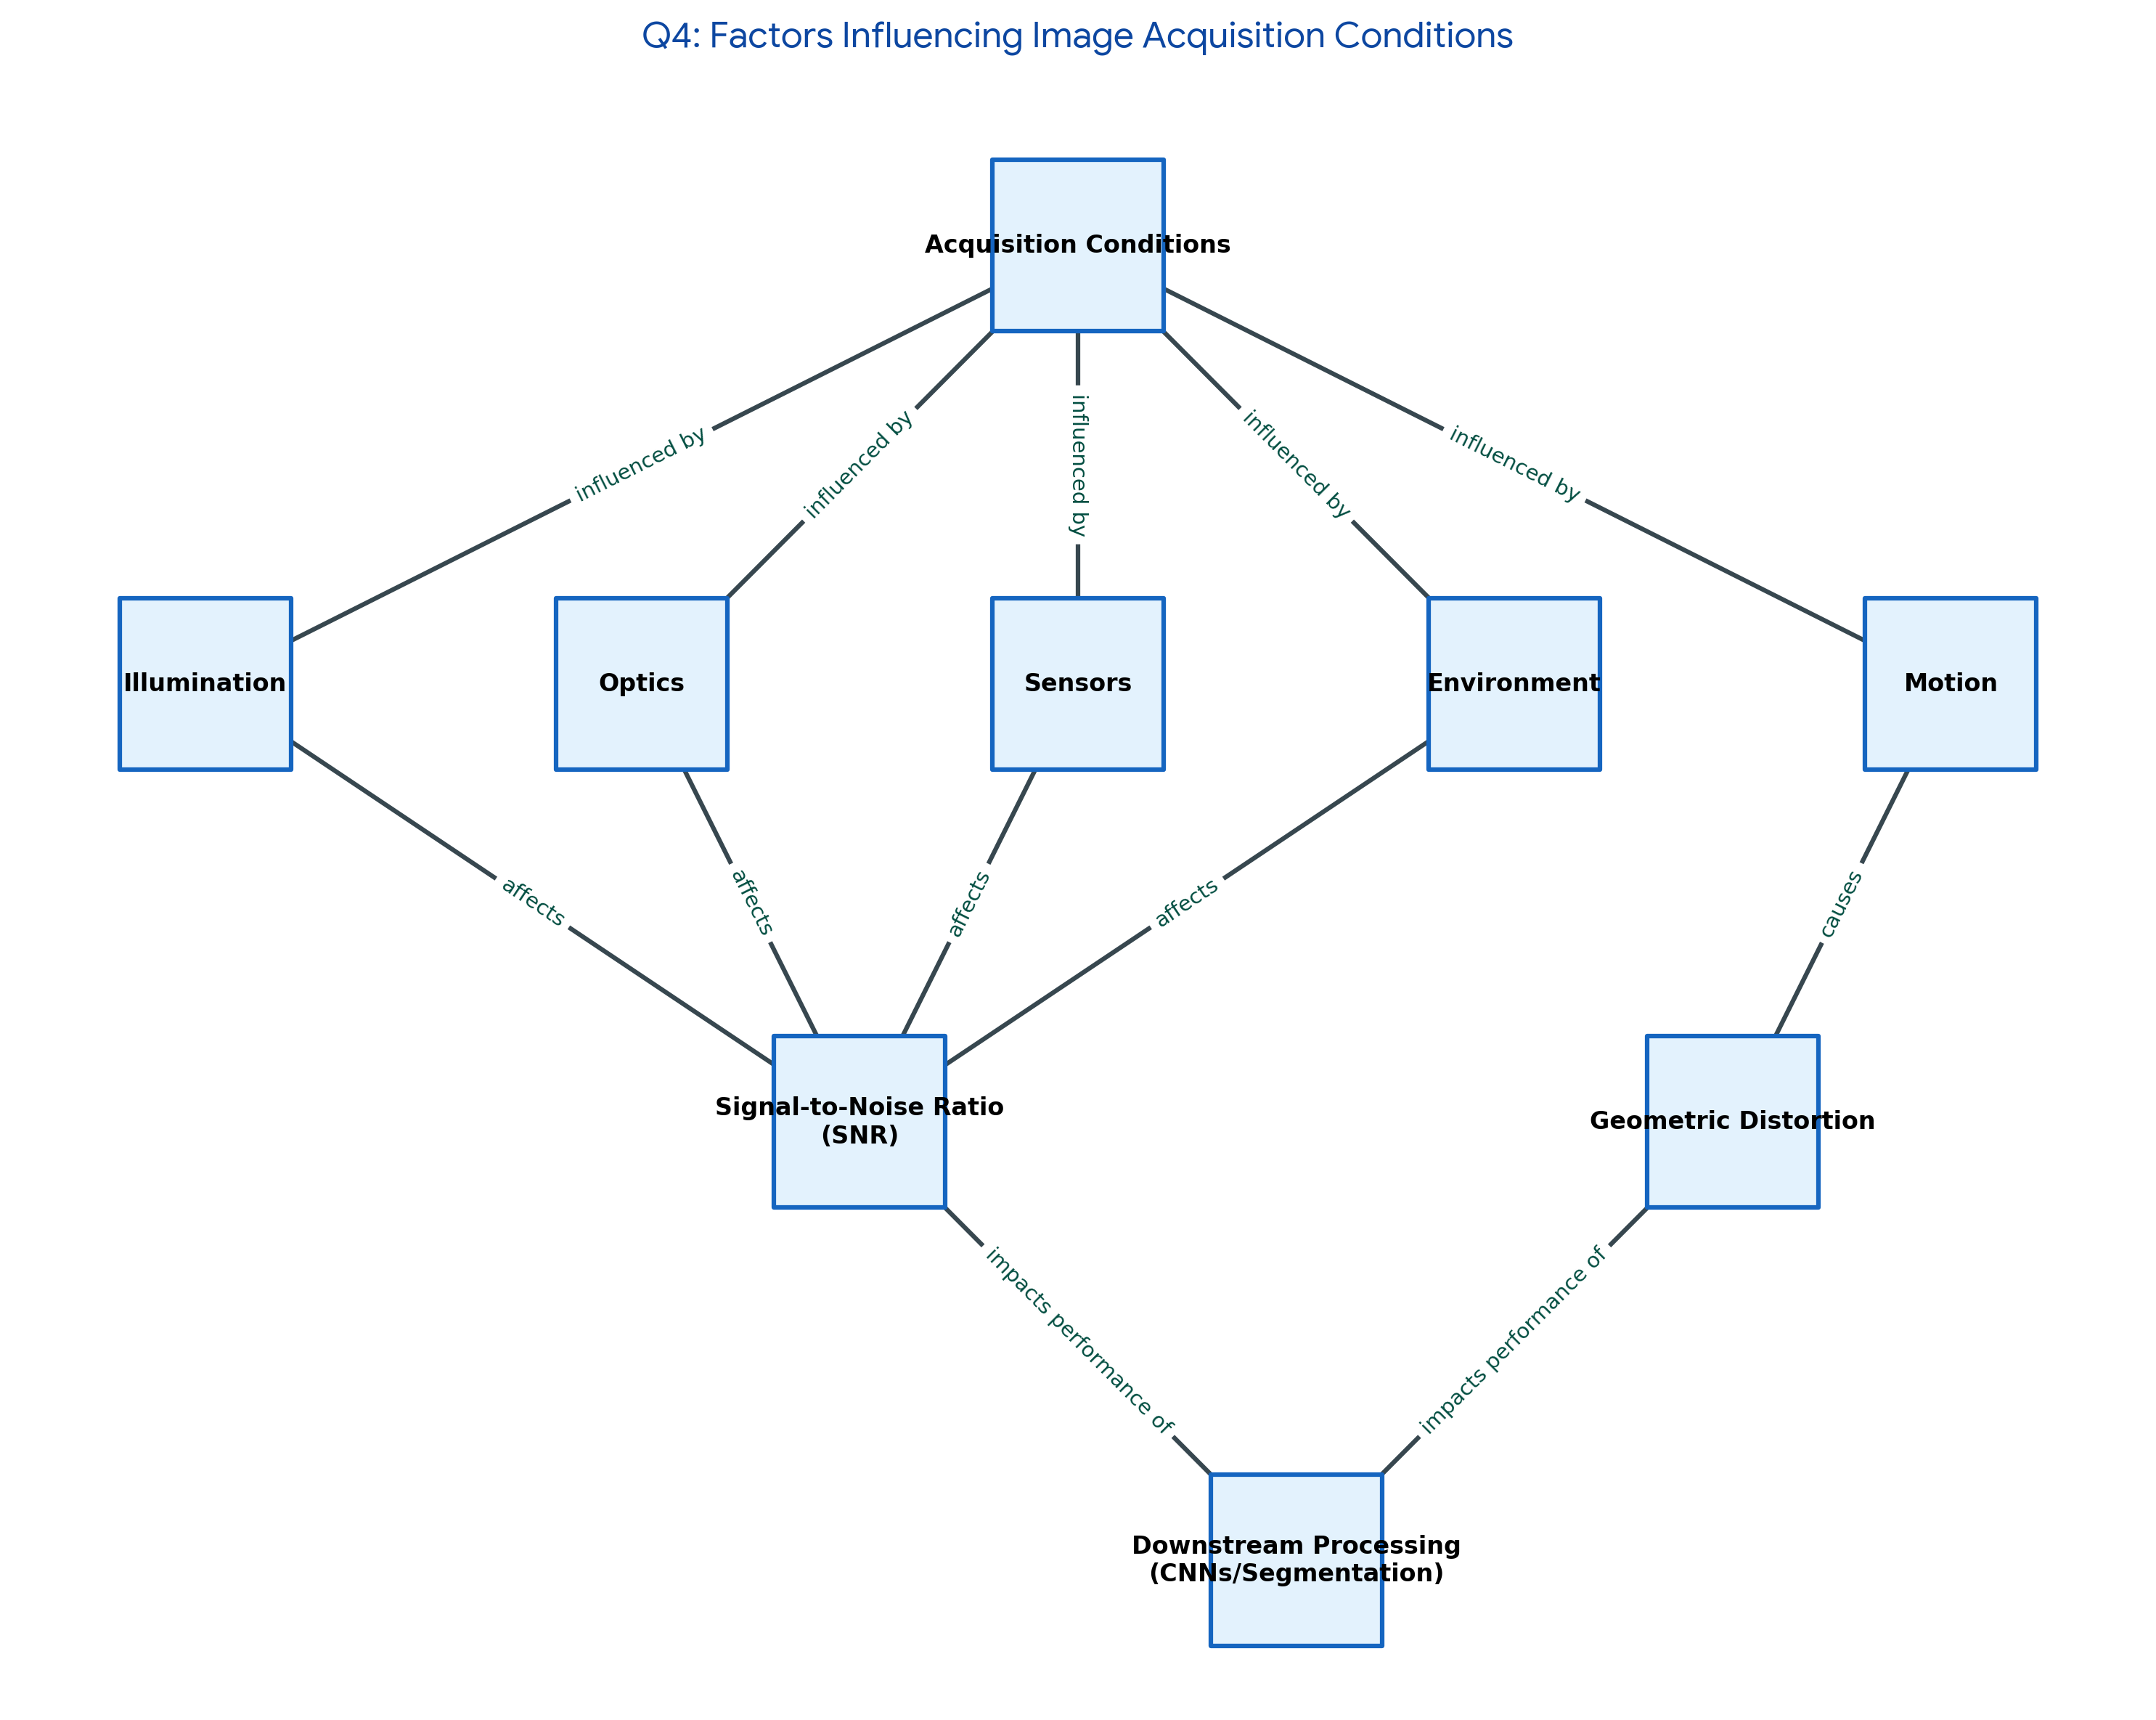 Q4: Factors Influencing Image Acquisition Conditions
Acquisition Conditions
influenced by
influenced by
influenced by
influenced by
influenced by
Illumination
Optics
Sensors
Environment
Motion
affects
affects
affects
affects
causes
Signal-to-Noise Ratio
(SNR)
Geometric Distortion
impacts performance of
impacts performance of
Downstream Processing
(CNNs/Segmentation)